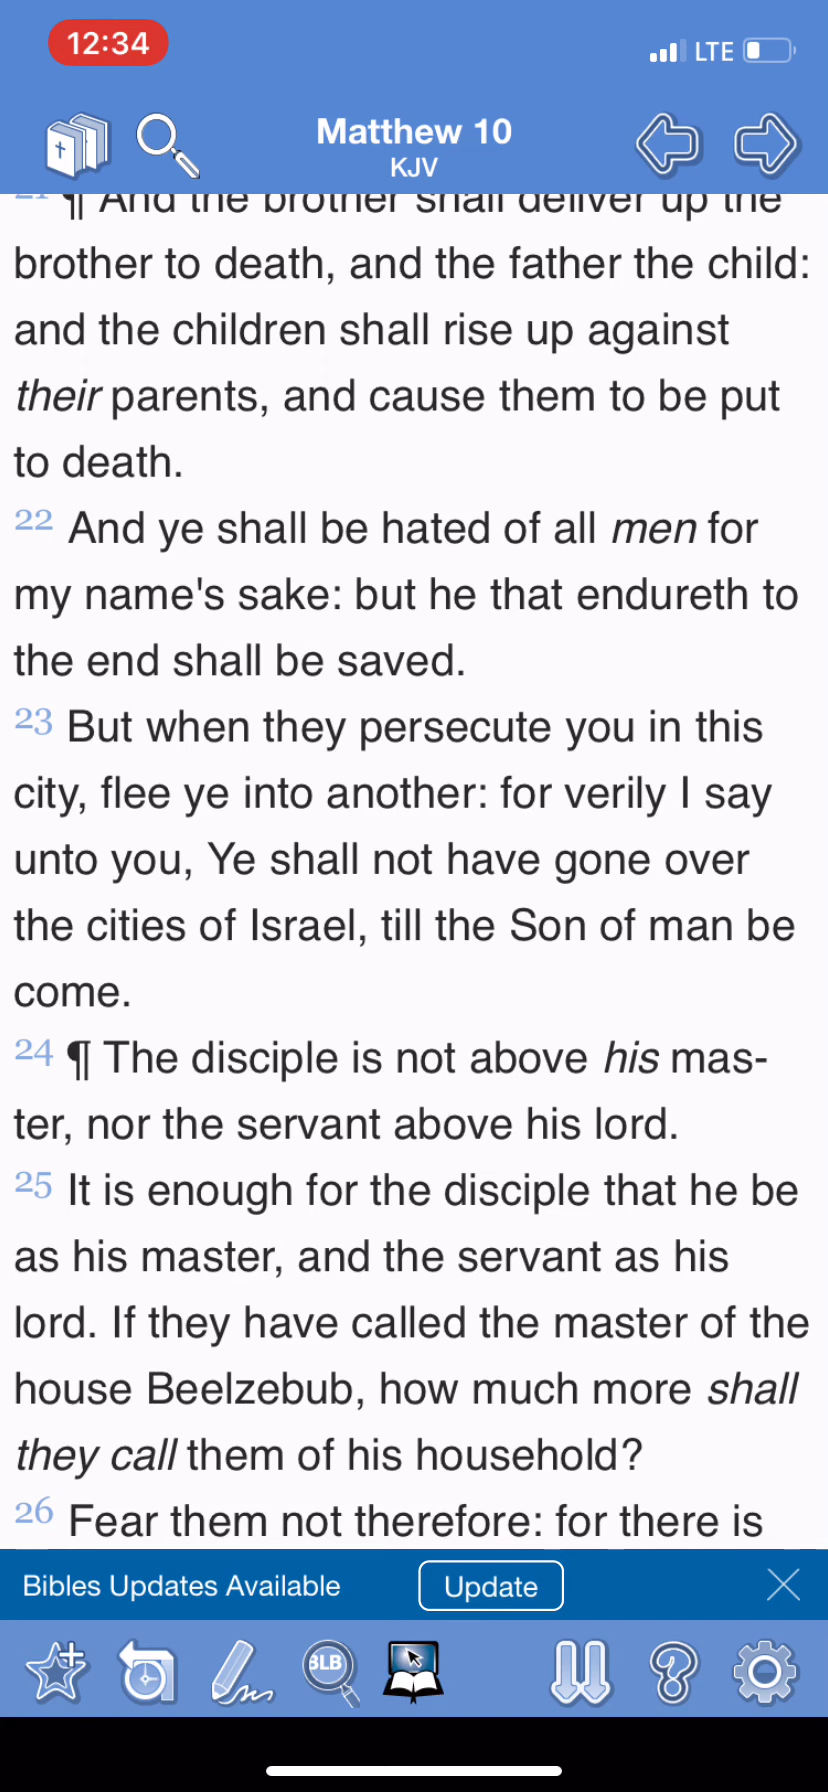 12:34
LTE
Matthew 10
KJV
21 ¶ And the brother shall deliver up the
brother to death, and the father the child:
and the children shall rise up against
their parents, and cause them to be put
to death.
22 And ye shall be hated of all men for
my name's sake: but he that endureth to
the end shall be saved.
23 But when they persecute you in this
city, flee ye into another: for verily I say
unto you, Ye shall not have gone over
the cities of Israel, till the Son of man be
come.
24 ¶ The disciple is not above his mas-
ter, nor the servant above his lord.
25 It is enough for the disciple that he be
as his master, and the servant as his
lord. If they have called the master of the
house Beelzebub, how much more shall
they call them of his household?
26 Fear them not therefore: for there is
Bibles Updates Available
Update
BLB